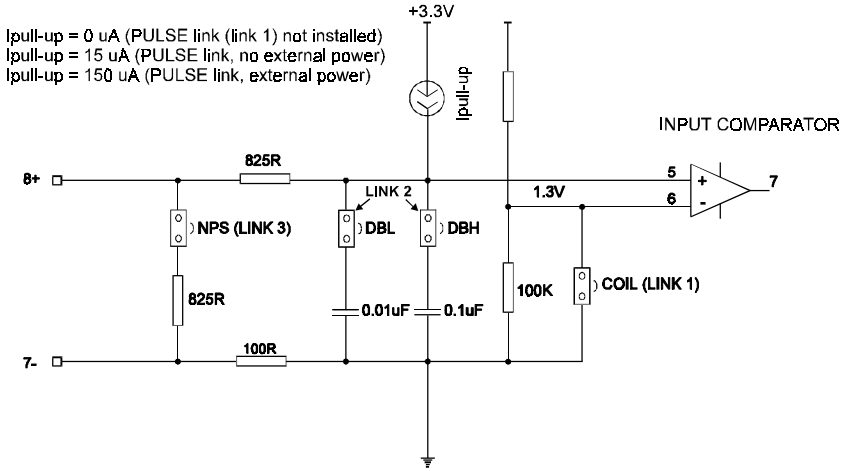 +3.3V
Ipull-up = 0 uA (PULSE link (link 1) not installed)
Ipull-up = 15 uA (PULSE link, no external power)
Ipull-up = 150 uA (PULSE link, external power)
Ipull-up
INPUT COMPARATOR
825R
8+
5
+
7
LINK 2
1.3V
6
-
NPS (LINK 3)
DBL
DBH
825R
100K
COIL (LINK 1)
0.01uF
0.1uF
100R
7-